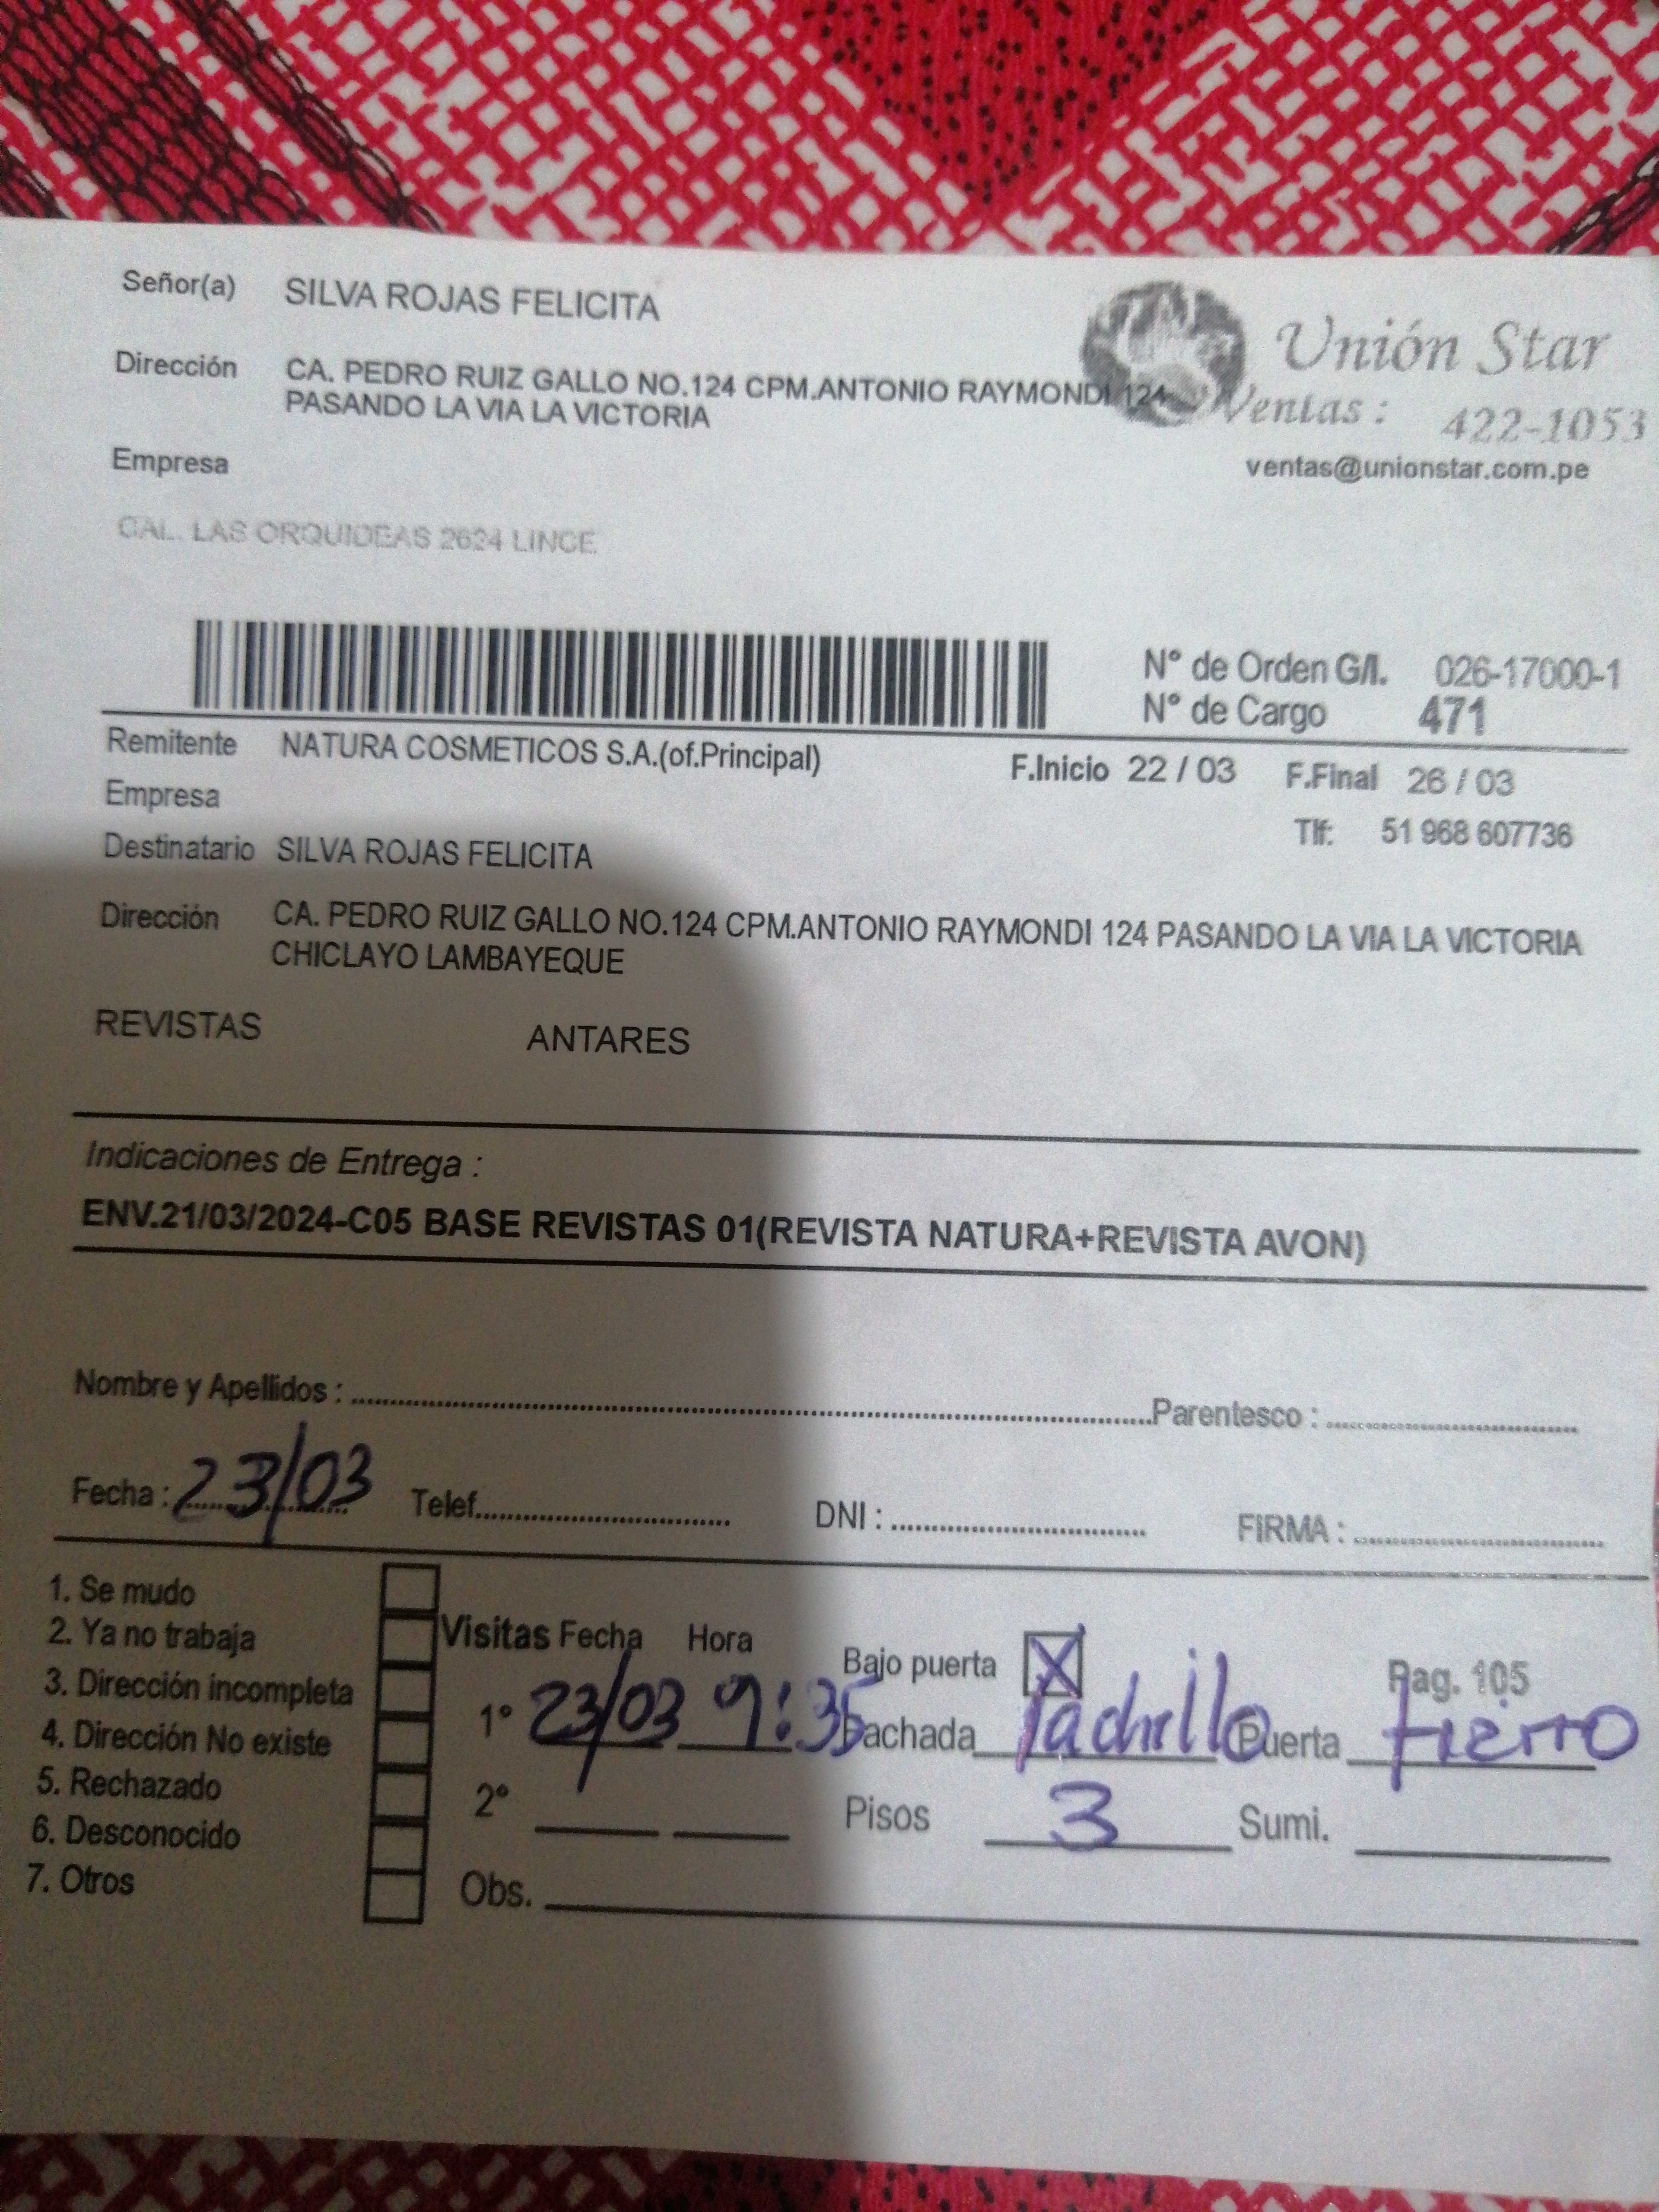 Señor(a) SILVA ROJAS FELICITA
Unión Star
Dirección CA. PEDRO RUIZ GALLO NO.124 CPM.ANTONIO RAYMONDI 124
PASANDO LA VIA LA VICTORIA
Ventas : 422-1053
Empresa
ventas@unionstar.com.pe
CAL. LAS ORQUIDEAS 2624 LINCE
N° de Orden G/I. 026-17000-1
N° de Cargo 471
Remitente NATURA COSMETICOS S.A.(of.Principal) F.Inicio 22 / 03 F.Final 26 / 03
Empresa
Tlf: 51 968 607736
Destinatario SILVA ROJAS FELICITA
Dirección CA. PEDRO RUIZ GALLO NO.124 CPM.ANTONIO RAYMONDI 124 PASANDO LA VIA LA VICTORIA
CHICLAYO LAMBAYEQUE
REVISTAS ANTARES
Indicaciones de Entrega :
ENV.21/03/2024-C05 BASE REVISTAS 01(REVISTA NATURA+REVISTA AVON)
Nombre y Apellidos : Parentesco :
Fecha : 23/03 Telef. DNI : FIRMA :
1. Se mudo
2. Ya no trabaja
3. Dirección incompleta
4. Dirección No existe
5. Rechazado
6. Desconocido
7. Otros
Visitas Fecha Hora Bajo puerta X Pag. 105
1° 23/03 9:35 Fachada ladrillo Puerta fierro
2° Pisos 3 Sumi.
Obs.